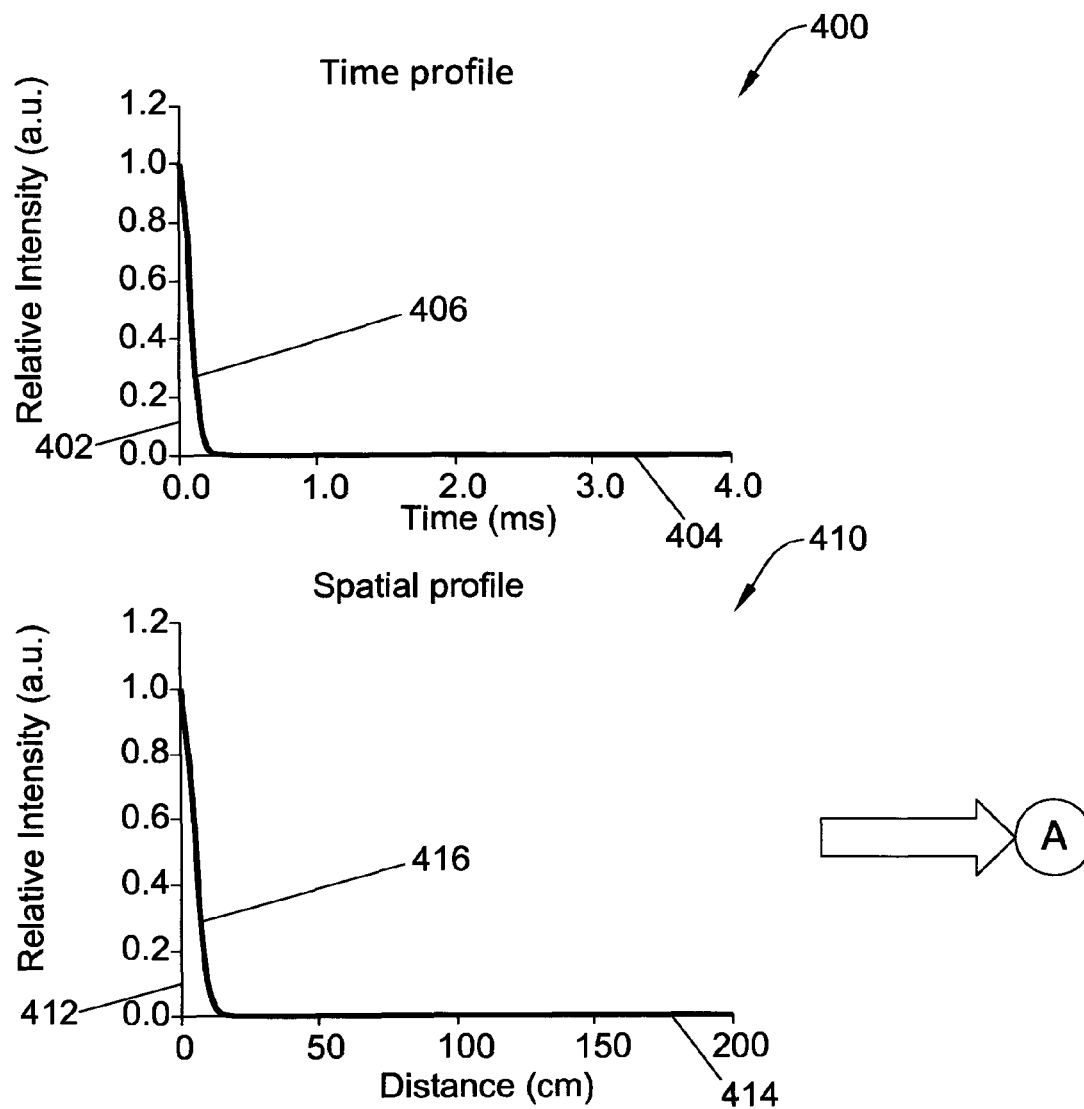 400
Time profile
Relative Intensity (a.u.)
1.2
1.0
0.8
0.6
0.4
0.2
0.0
406
402
0.0 1.0 2.0 3.0 4.0
Time (ms)
404
410
Spatial profile
Relative Intensity (a.u.)
1.2
1.0
0.8
0.6
0.4
0.2
0.0
416
A
412
0 50 100 150 200
Distance (cm)
414